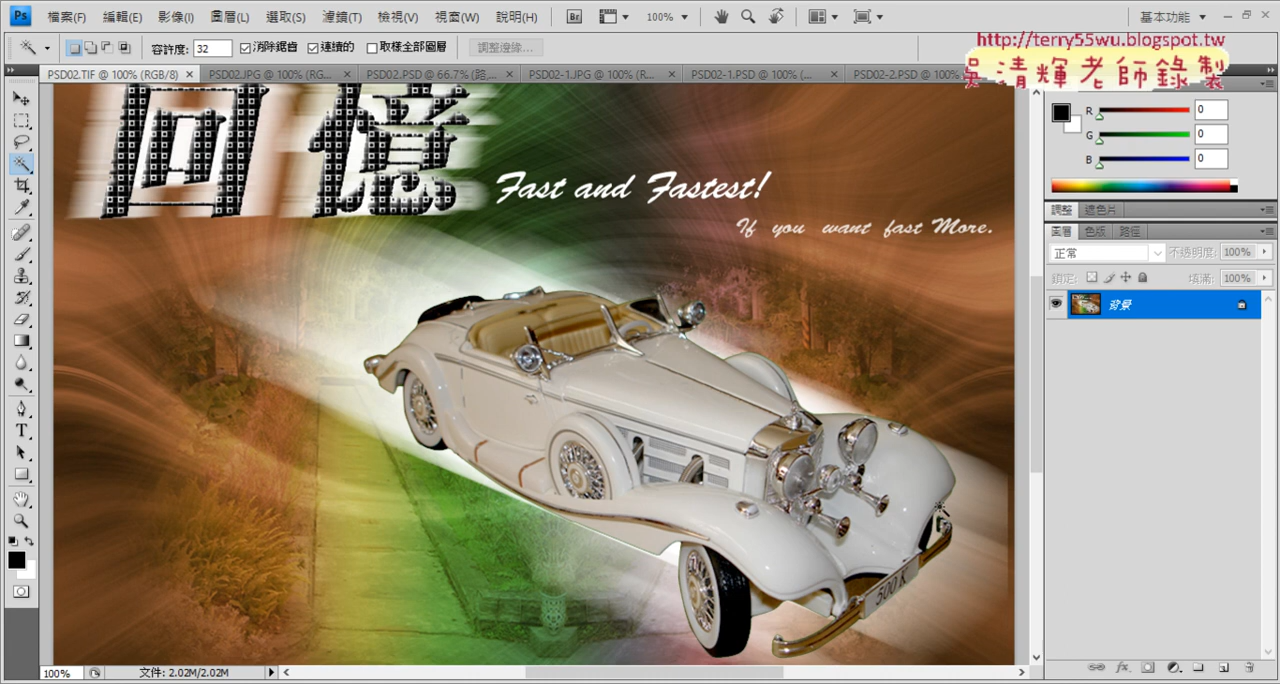 Ps 檔案(F) 編輯(E) 影像(I) 圖層(L) 選取(S) 濾鏡(T) 檢視(V) 視窗(W) 說明(H) Br 100% 基本功能
容許度: 32 消除鋸齒 連續的 取樣全部圖層 調整邊緣...
http://terry55wu.blogspot.tw
吳清輝老師錄製
PSD02.TIF @ 100% (RGB/8) PSD02.JPG @ 100% (RG... PSD02.PSD @ 66.7% (路,... PSD02-1.JPG @ 100% (R... PSD02-1.PSD @ 100% (... PSD02-2.PSD @ 100%
R 0
G 0
B 0
調整 遮色片
圖層 色版 路徑
正常 不透明度: 100%
鎖定: 填滿: 100%
背景
回憶
Fast and Fastest!
If you want fast More.
500 K
T
100% 文件: 2.02M/2.02M
fx